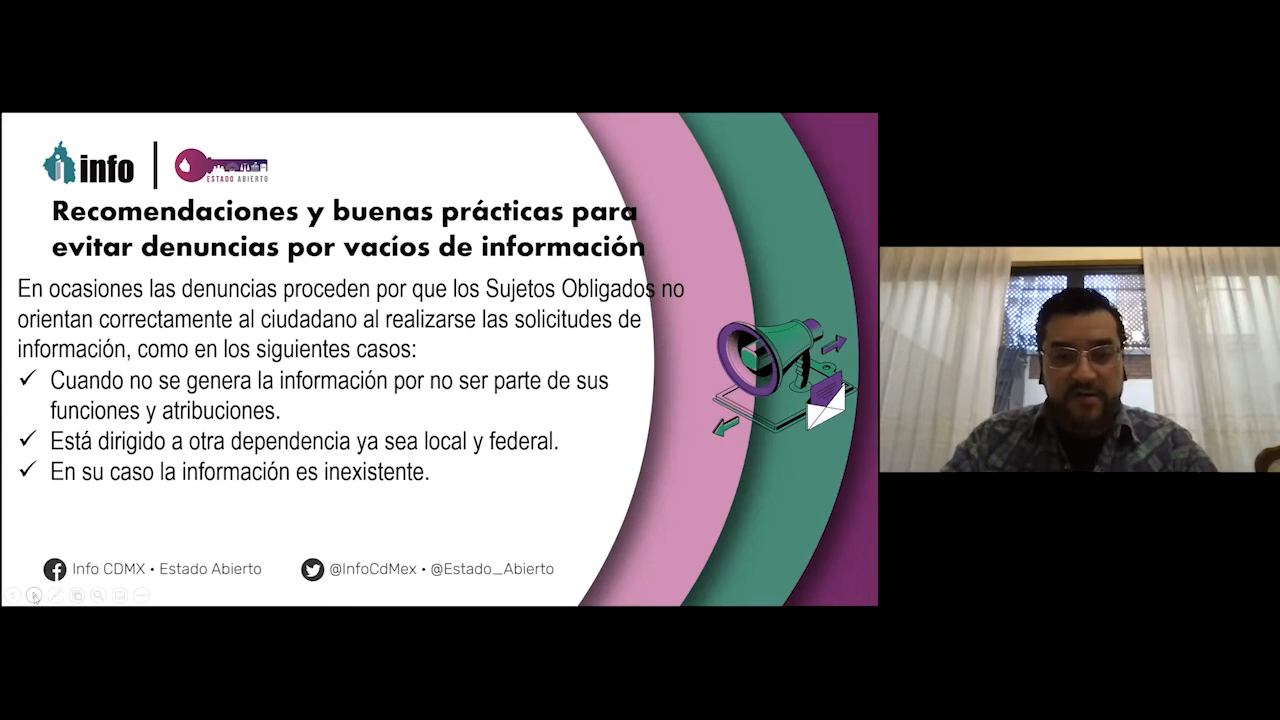 info
ESTADO ABIERTO
Recomendaciones y buenas prácticas para
evitar denuncias por vacíos de información
En ocasiones las denuncias proceden por que los Sujetos Obligados no
orientan correctamente al ciudadano al realizarse las solicitudes de
información, como en los siguientes casos:
✓ Cuando no se genera la información por no ser parte de sus
funciones y atribuciones.
✓ Está dirigido a otra dependencia ya sea local y federal.
✓ En su caso la información es inexistente.
Info CDMX • Estado Abierto
@InfoCdMex • @Estado_Abierto